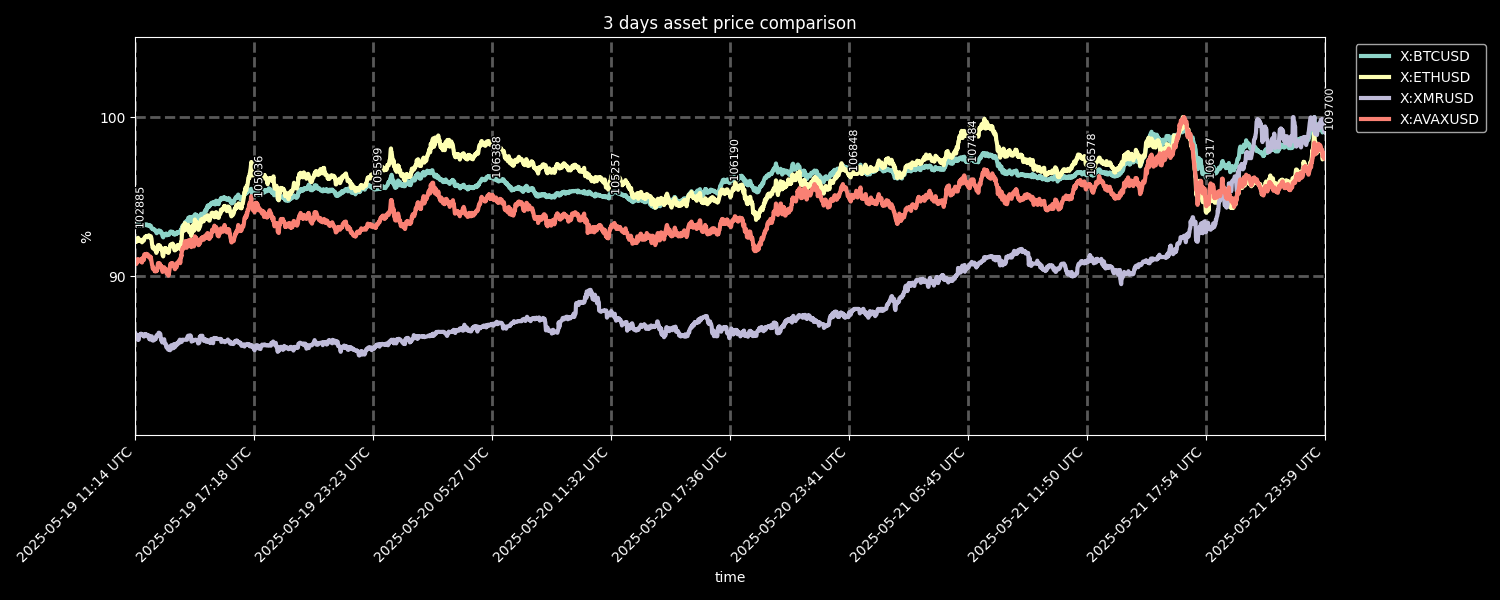 3 days asset price comparison
X:BTCUSD
X:ETHUSD
X:XMRUSD
X:AVAXUSD
%
100
90
102885
105036
105599
106388
105257
106190
106848
107484
106578
106317
109700
2025-05-19 11:14 UTC
2025-05-19 17:18 UTC
2025-05-19 23:23 UTC
2025-05-20 05:27 UTC
2025-05-20 11:32 UTC
2025-05-20 17:36 UTC
2025-05-20 23:41 UTC
2025-05-21 05:45 UTC
2025-05-21 11:50 UTC
2025-05-21 17:54 UTC
2025-05-21 23:59 UTC
time